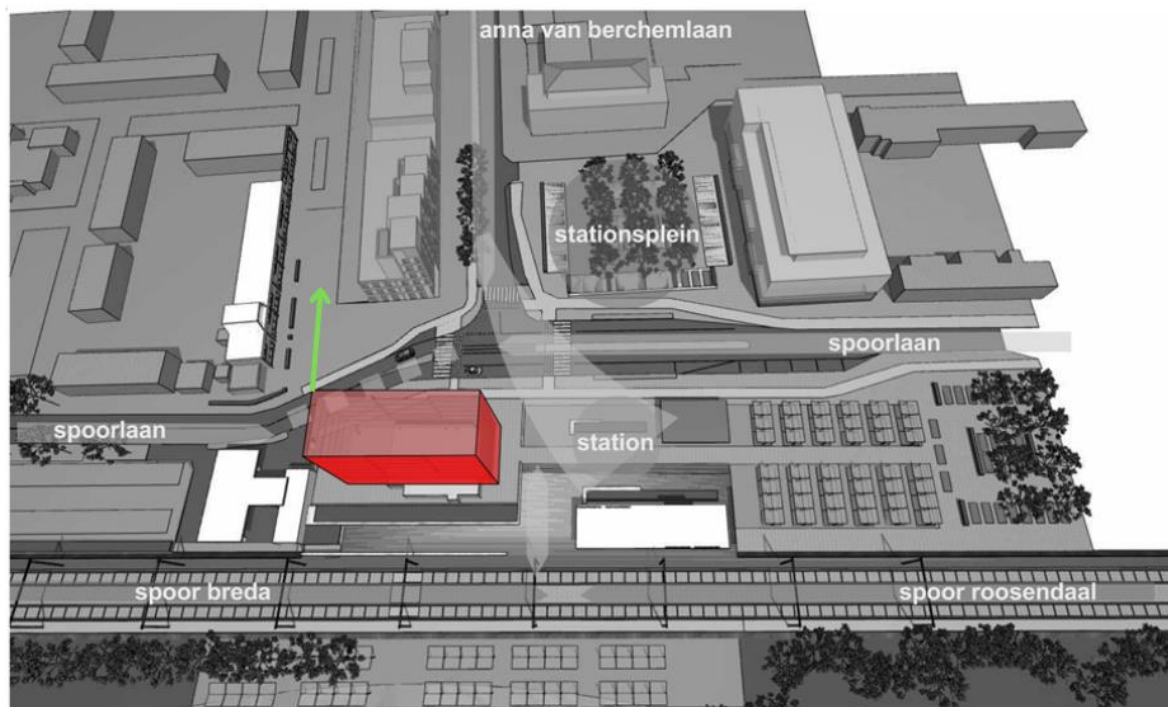 anna van berchemlaan
stationsplein
spoorlaan
spoorlaan
station
spoor breda
spoor roosendaal